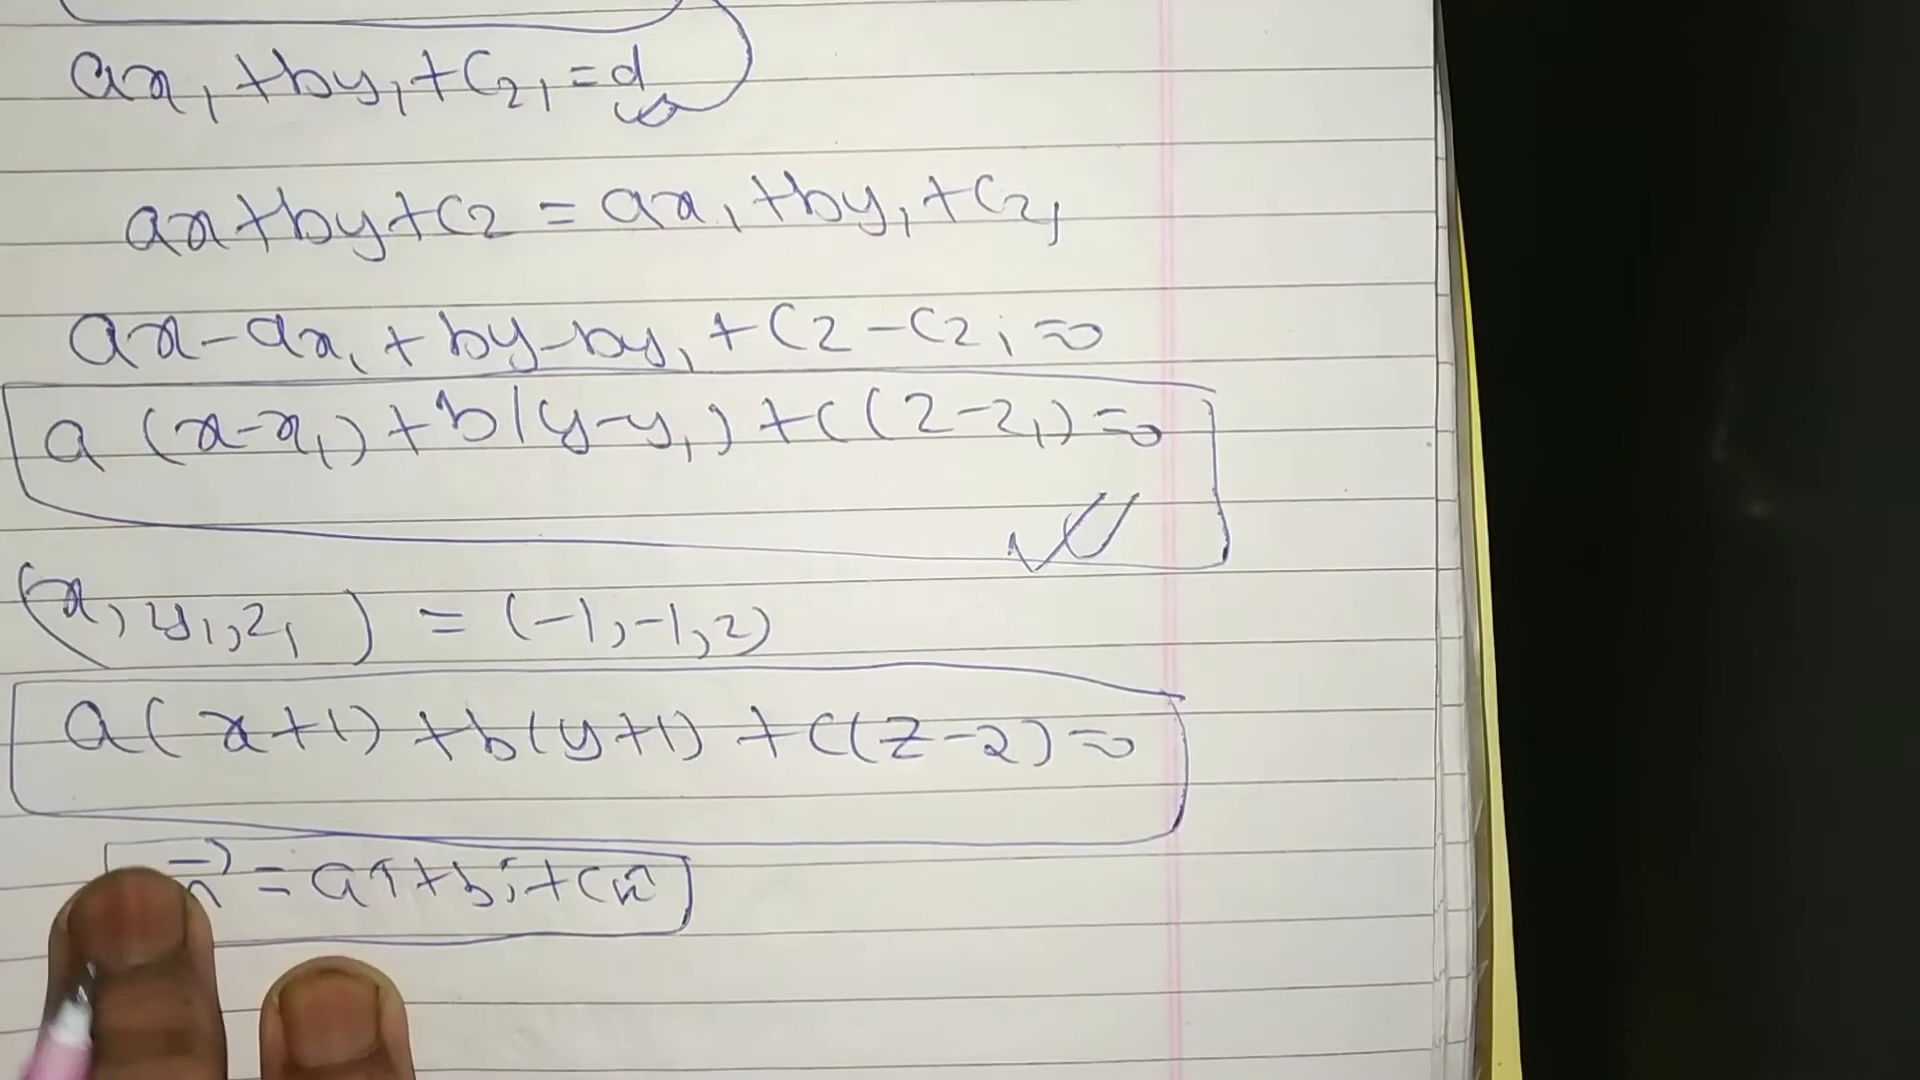 ax₁+by₁+cz₁=d
ax+by+cz = ax₁+by₁+cz₁
ax-ax₁+by-by₁+cz-cz₁=0
a(x-x₁)+b(y-y₁)+c(z-z₁)=0
(x₁,y₁,z₁) = (-1,-1,2)
a(x+1)+b(y+1)+c(z-2)=0
n⃗ = aî+bĵ+ck̂